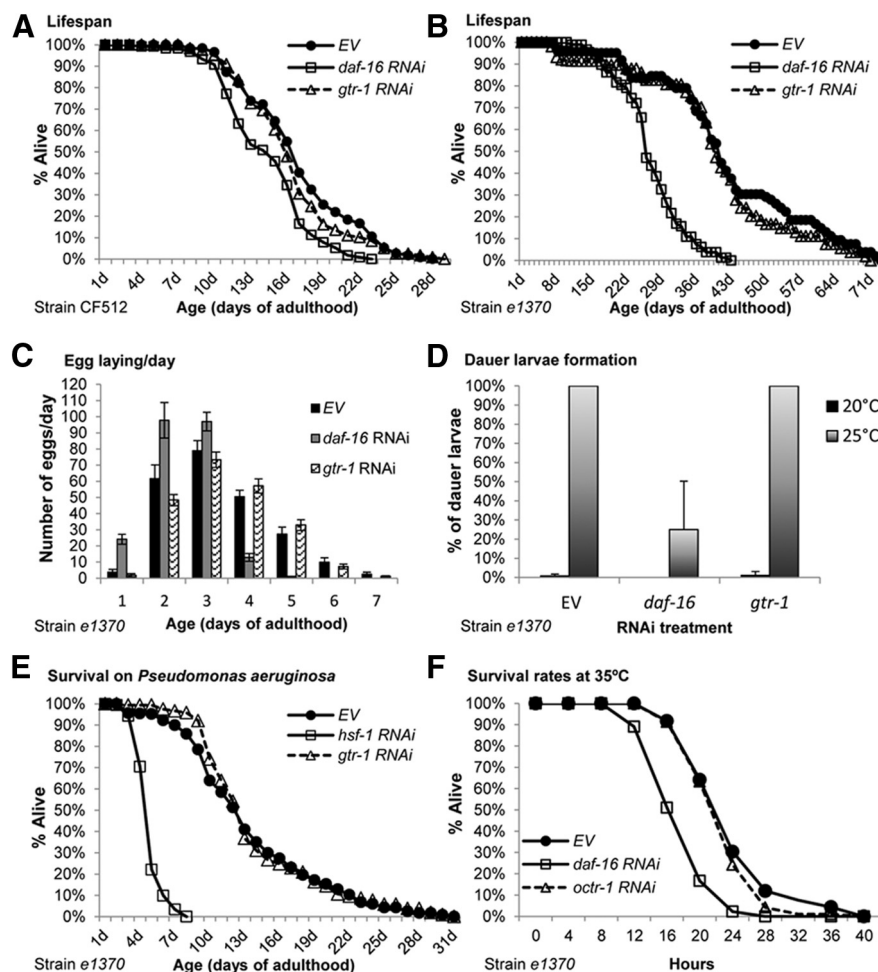 A Lifespan
100%
90%
80%
70%
60%
50%
40%
30%
20%
10%
0%
% Alive
EV
daf-16 RNAi
gtr-1 RNAi
1d 4d 7d 10d 13d 16d 19d 22d 25d 28d
Strain CF512
Age (days of adulthood)
B Lifespan
100%
90%
80%
70%
60%
50%
40%
30%
20%
10%
0%
% Alive
EV
daf-16 RNAi
gtr-1 RNAi
1d 8d 15d 22d 29d 36d 43d 50d 57d 64d 71d
Strain e1370
Age (days of adulthood)
C Egg laying/day
120
110
100
90
80
70
60
50
40
30
20
10
0
Number of eggs/day
EV
daf-16 RNAi
gtr-1 RNAi
1 2 3 4 5 6 7
Strain e1370
Age (days of adulthood)
D Dauer larvae formation
100%
90%
80%
70%
60%
50%
40%
30%
20%
10%
0%
% of dauer larvae
20°C
25°C
EV daf-16 gtr-1
Strain e1370
RNAi treatment
E Survival on Pseudomonas aeruginosa
100%
90%
80%
70%
60%
50%
40%
30%
20%
10%
0%
% Alive
EV
hsf-1 RNAi
gtr-1 RNAi
1d 4d 7d 10d 13d 16d 19d 22d 25d 28d 31d
Strain e1370
Age (days of adulthood)
F Survival rates at 35ºC
100%
90%
80%
70%
60%
50%
40%
30%
20%
10%
0%
% Alive
EV
daf-16 RNAi
octr-1 RNAi
0 4 8 12 16 20 24 28 36 40
Strain e1370
Hours